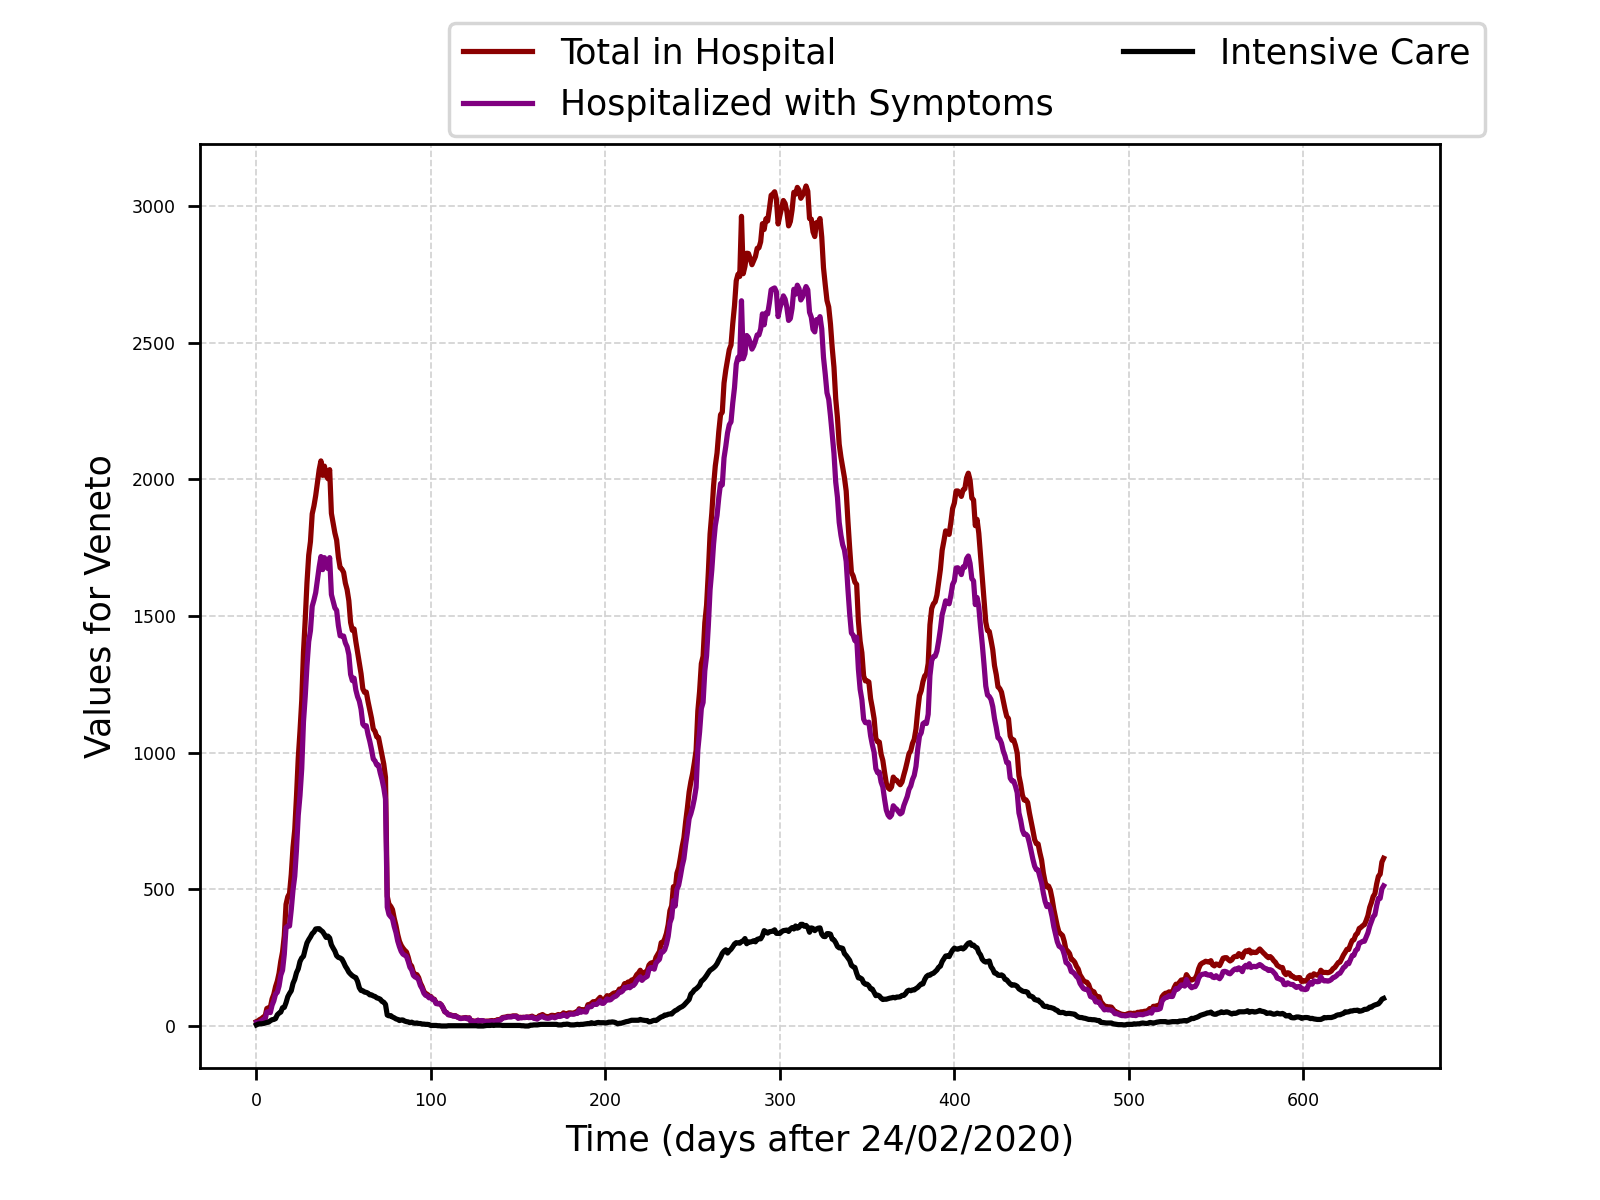 Total in Hospital
Hospitalized with Symptoms
Intensive Care
Values for Veneto
3000
2500
2000
1500
1000
500
0
0 100 200 300 400 500 600
Time (days after 24/02/2020)